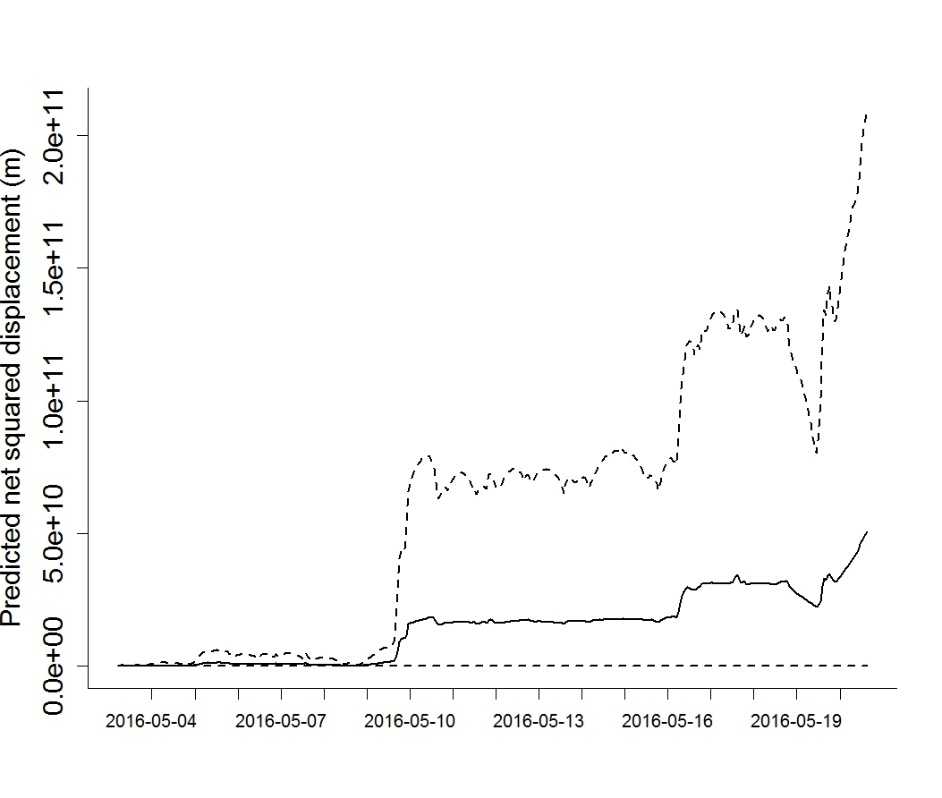 Predicted net squared displacement (m)
2.0e+11
1.5e+11
1.0e+11
5.0e+10
0.0e+00
2016-05-04 2016-05-07 2016-05-10 2016-05-13 2016-05-16 2016-05-19